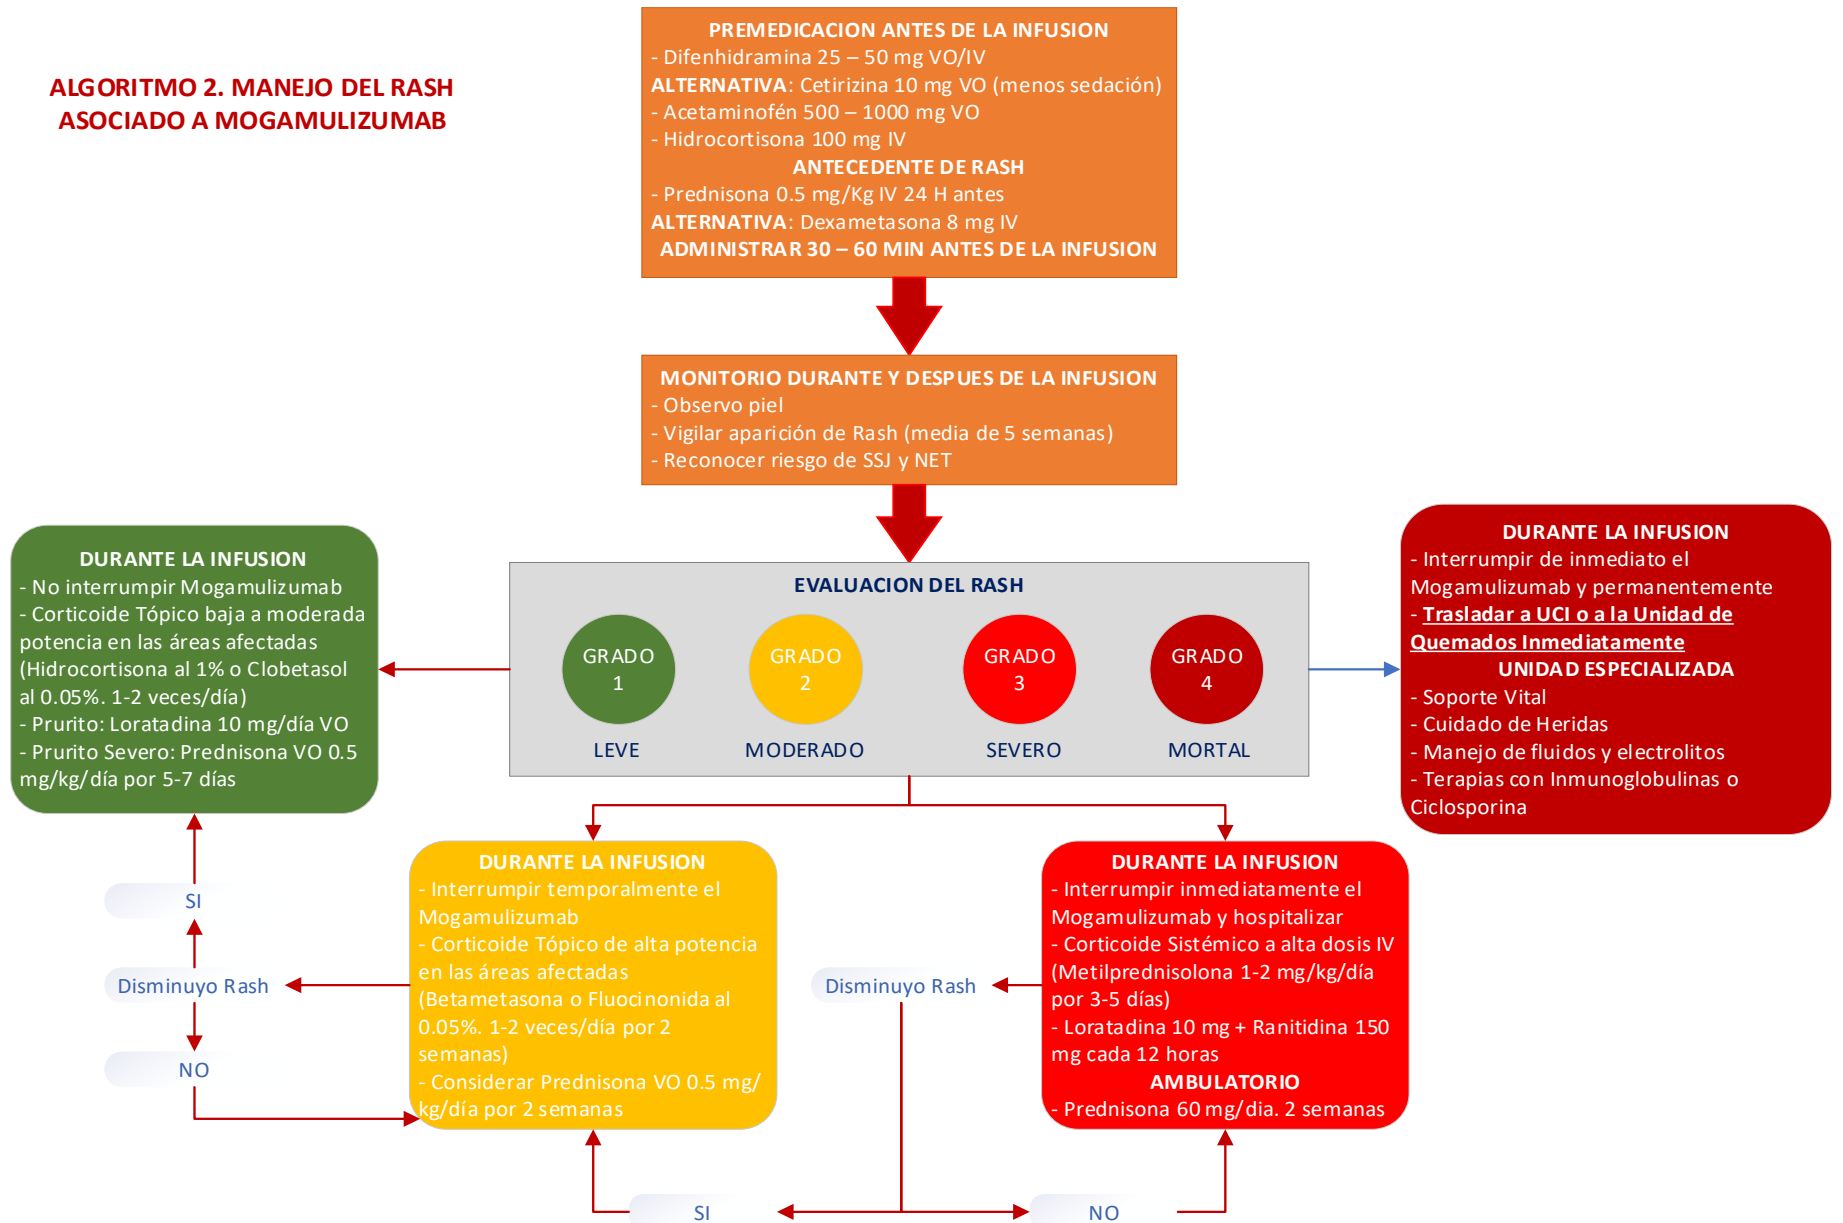 ALGORITMO 2. MANEJO DEL RASH
ASOCIADO A MOGAMULIZUMAB
PREMEDICACION ANTES DE LA INFUSION
- Difenhidramina 25 – 50 mg VO/IV
ALTERNATIVA: Cetirizina 10 mg VO (menos sedación)
- Acetaminofén 500 – 1000 mg VO
- Hidrocortisona 100 mg IV
ANTECEDENTE DE RASH
- Prednisona 0.5 mg/Kg IV 24 H antes
ALTERNATIVA: Dexametasona 8 mg IV
ADMINISTRAR 30 – 60 MIN ANTES DE LA INFUSION
MONITORIO DURANTE Y DESPUES DE LA INFUSION
- Observo piel
- Vigilar aparición de Rash (media de 5 semanas)
- Reconocer riesgo de SSJ y NET
EVALUACION DEL RASH
GRADO
1
GRADO
2
GRADO
3
GRADO
4
LEVE
MODERADO
SEVERO
MORTAL
DURANTE LA INFUSION
- No interrumpir Mogamulizumab
- Corticoide Tópico baja a moderada
potencia en las áreas afectadas
(Hidrocortisona al 1% o Clobetasol
al 0.05%. 1-2 veces/día)
- Prurito: Loratadina 10 mg/día VO
- Prurito Severo: Prednisona VO 0.5
mg/kg/día por 5-7 días
DURANTE LA INFUSION
- Interrumpir de inmediato el
Mogamulizumab y permanentemente
- Trasladar a UCI o a la Unidad de
Quemados Inmediatamente
UNIDAD ESPECIALIZADA
- Soporte Vital
- Cuidado de Heridas
- Manejo de fluidos y electrolitos
- Terapias con Inmunoglobulinas o
Ciclosporina
SI
Disminuyo Rash
NO
DURANTE LA INFUSION
- Interrumpir temporalmente el
Mogamulizumab
- Corticoide Tópico de alta potencia
en las áreas afectadas
(Betametasona o Fluocinonida al
0.05%. 1-2 veces/día por 2
semanas)
- Considerar Prednisona VO 0.5 mg/
kg/día por 2 semanas
Disminuyo Rash
DURANTE LA INFUSION
- Interrumpir inmediatamente el
Mogamulizumab y hospitalizar
- Corticoide Sistémico a alta dosis IV
(Metilprednisolona 1-2 mg/kg/día
por 3-5 días)
- Loratadina 10 mg + Ranitidina 150
mg cada 12 horas
AMBULATORIO
- Prednisona 60 mg/dia. 2 semanas
SI
NO